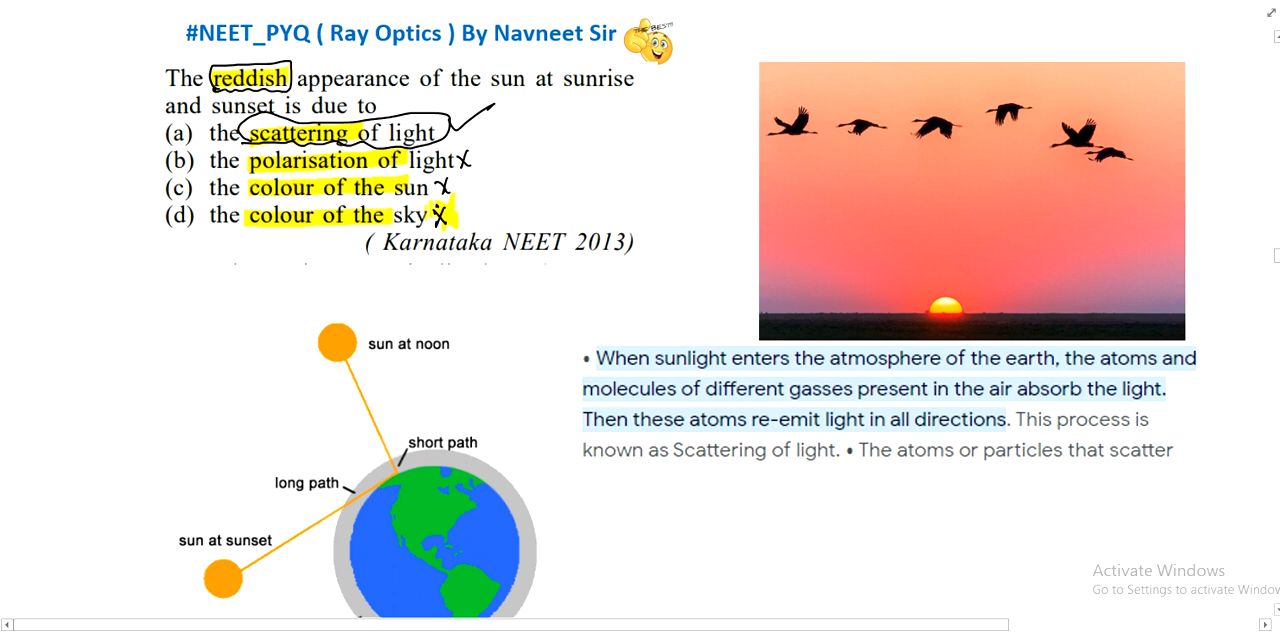 #NEET_PYQ ( Ray Optics ) By Navneet Sir
THE BEST!!
The reddish appearance of the sun at sunrise
and sunset is due to
(a) the scattering of light
(b) the polarisation of light
(c) the colour of the sun
(d) the colour of the sky
( Karnataka NEET 2013)
sun at noon
short path
long path
sun at sunset
• When sunlight enters the atmosphere of the earth, the atoms and
molecules of different gasses present in the air absorb the light.
Then these atoms re-emit light in all directions. This process is
known as Scattering of light. • The atoms or particles that scatter
Activate Windows
Go to Settings to activate Window